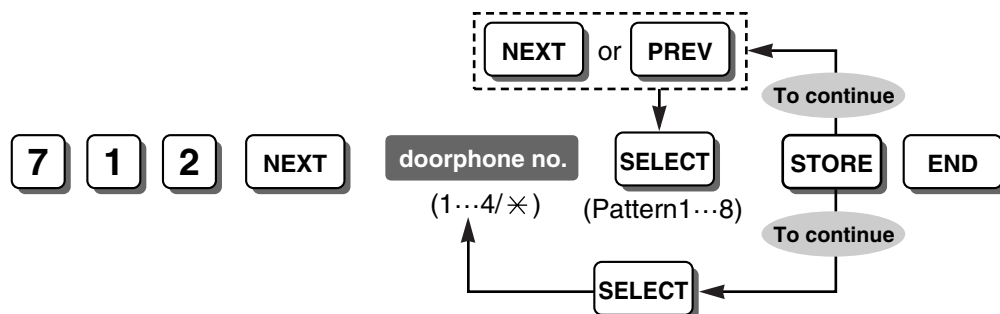 NEXT or PREV
To continue
7 1 2 NEXT doorphone no. SELECT STORE END
(1···4/✳) (Pattern1···8)
To continue
SELECT